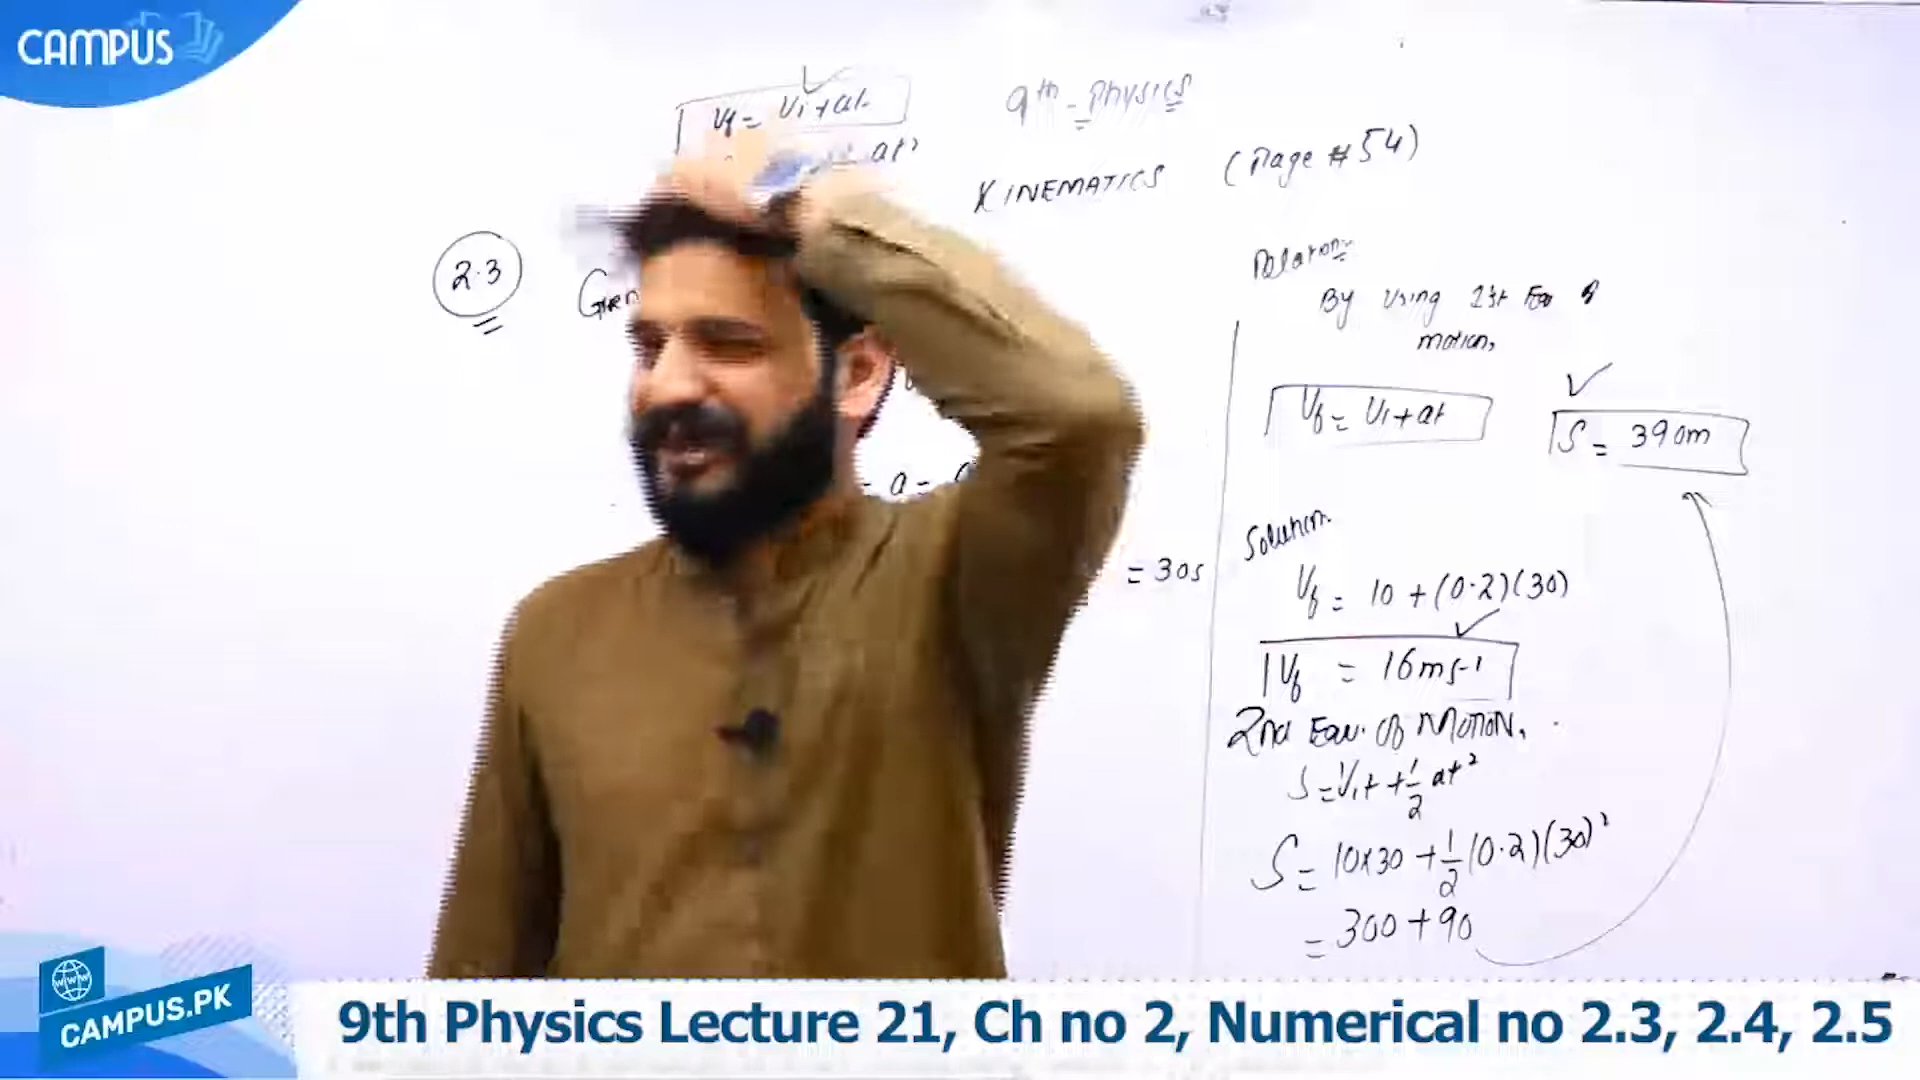 CAMPUS
Vf = Vi + at
at²
9th - Physics
KINEMATICS (Page # 54)
2.3
= a =
= 30s
By Using 1st Eq
motion,
Vf = Vi + at
S = 390m
Solution
Vf = 10 + (0.2)(30)
Vf = 16ms-1
2nd Equ. Of MOTION.
S = Vit + 1/2 at²
S = 10x30 + 1/2 (0.2)(30)²
= 300 + 90
www
CAMPUS.PK
9th Physics Lecture 21, Ch no 2, Numerical no 2.3, 2.4, 2.5